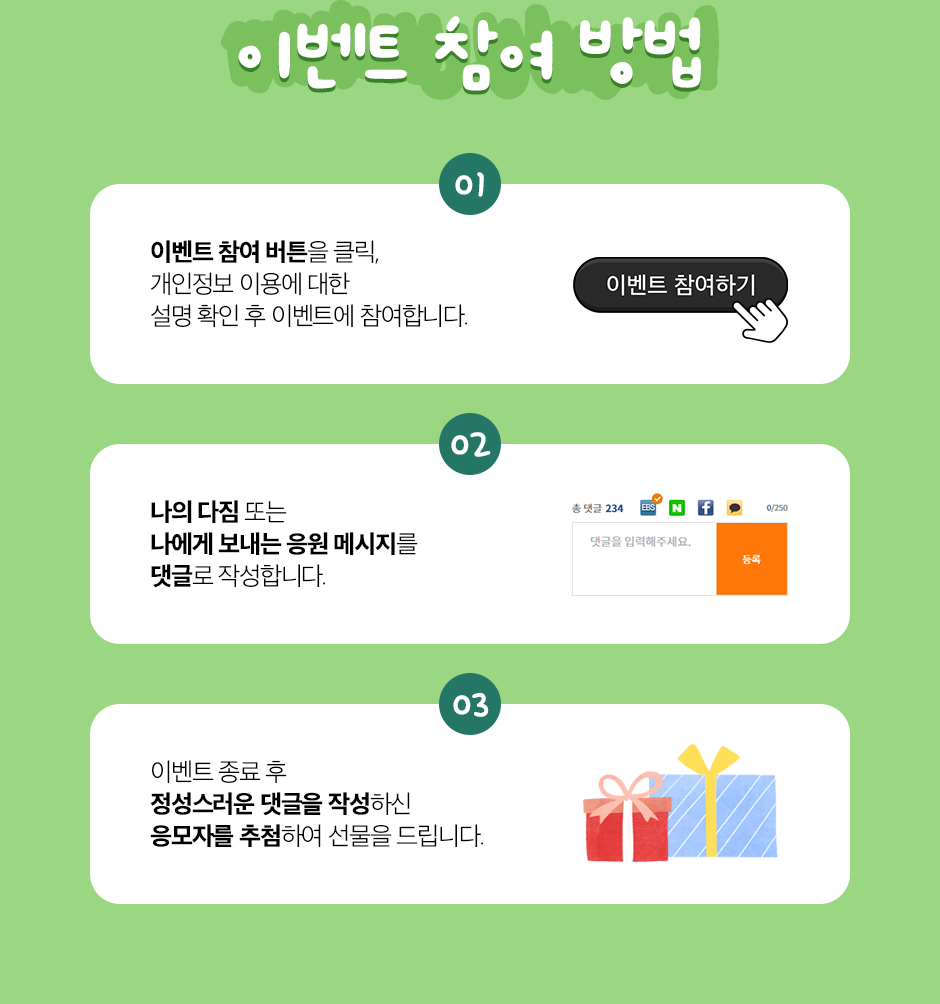 이벤트 참여 방법
01
이벤트 참여 버튼을 클릭,
개인정보 이용에 대한
설명 확인 후 이벤트에 참여합니다.
이벤트 참여하기
02
나의 다짐 또는
나에게 보내는 응원 메시지를
댓글로 작성합니다.
총 댓글 234 EBS N f 0/250
댓글을 입력해주세요.
등록
03
이벤트 종료 후
정성스러운 댓글을 작성하신
응모자를 추첨하여 선물을 드립니다.